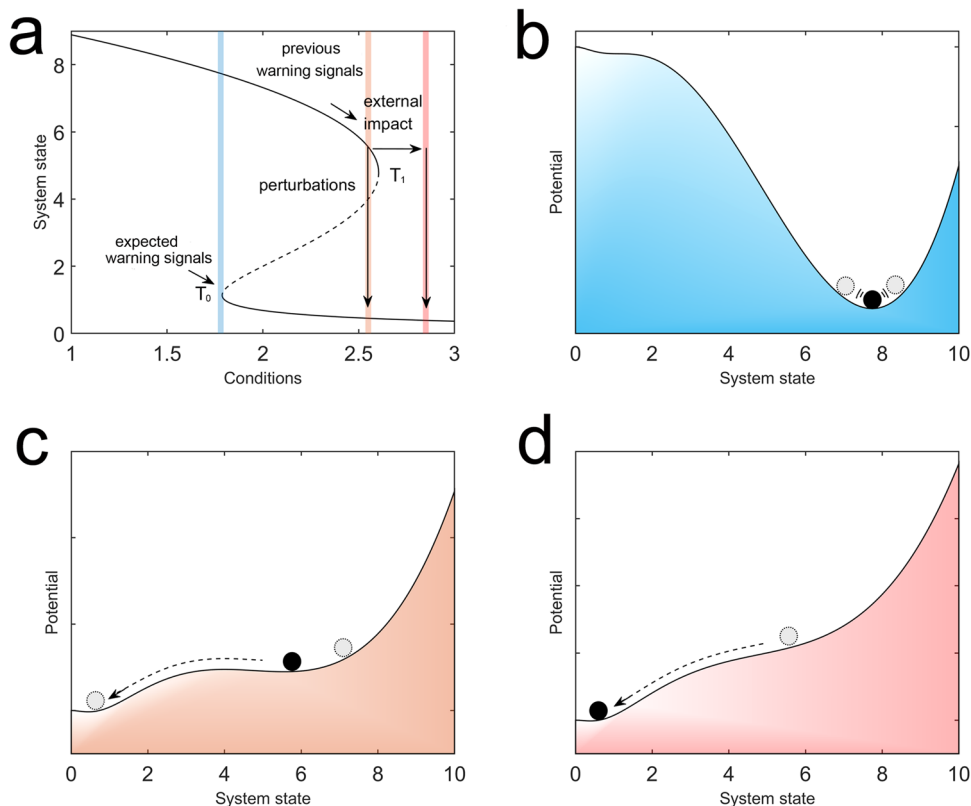 a
previous
warning signals
external
impact
T1
perturbations
expected
warning signals
T0
8
6
4
2
0
1
1.5
2
2.5
3
System state
Conditions
b
Potential
0
2
4
6
8
10
System state
c
Potential
0
2
4
6
8
10
System state
d
Potential
0
2
4
6
8
10
System state